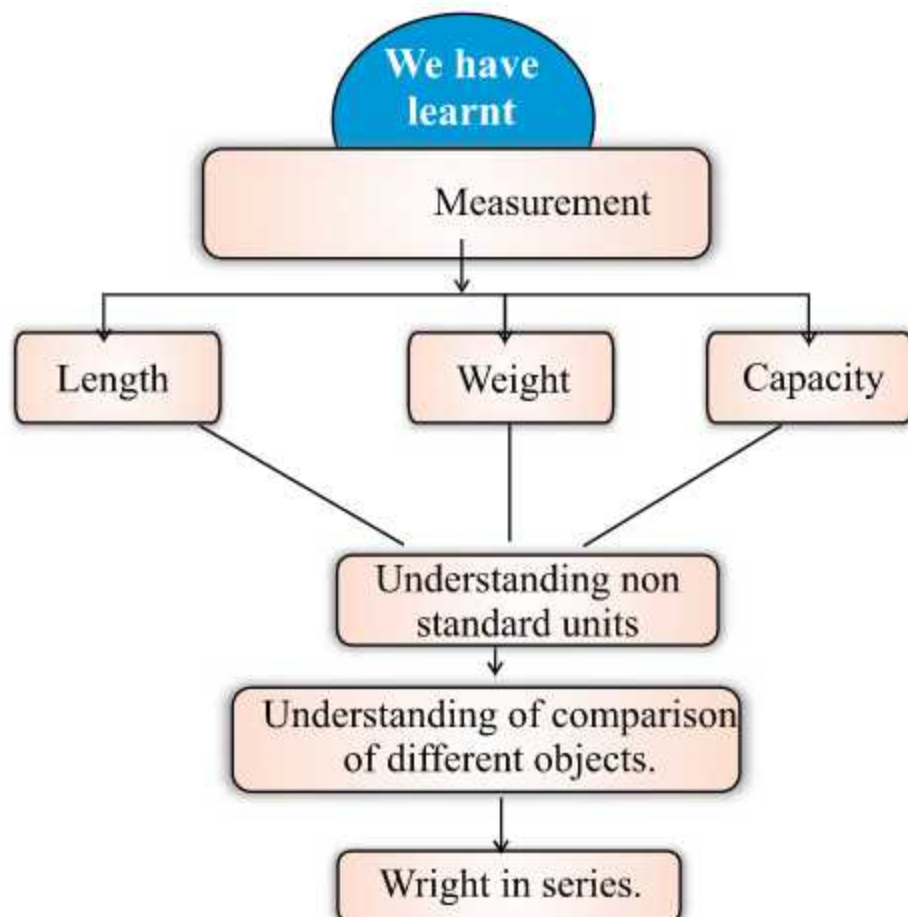 We have
learnt
Measurement
Length
Weight
Capacity
Understanding non
standard units
Understanding of comparison
of different objects.
Wright in series.